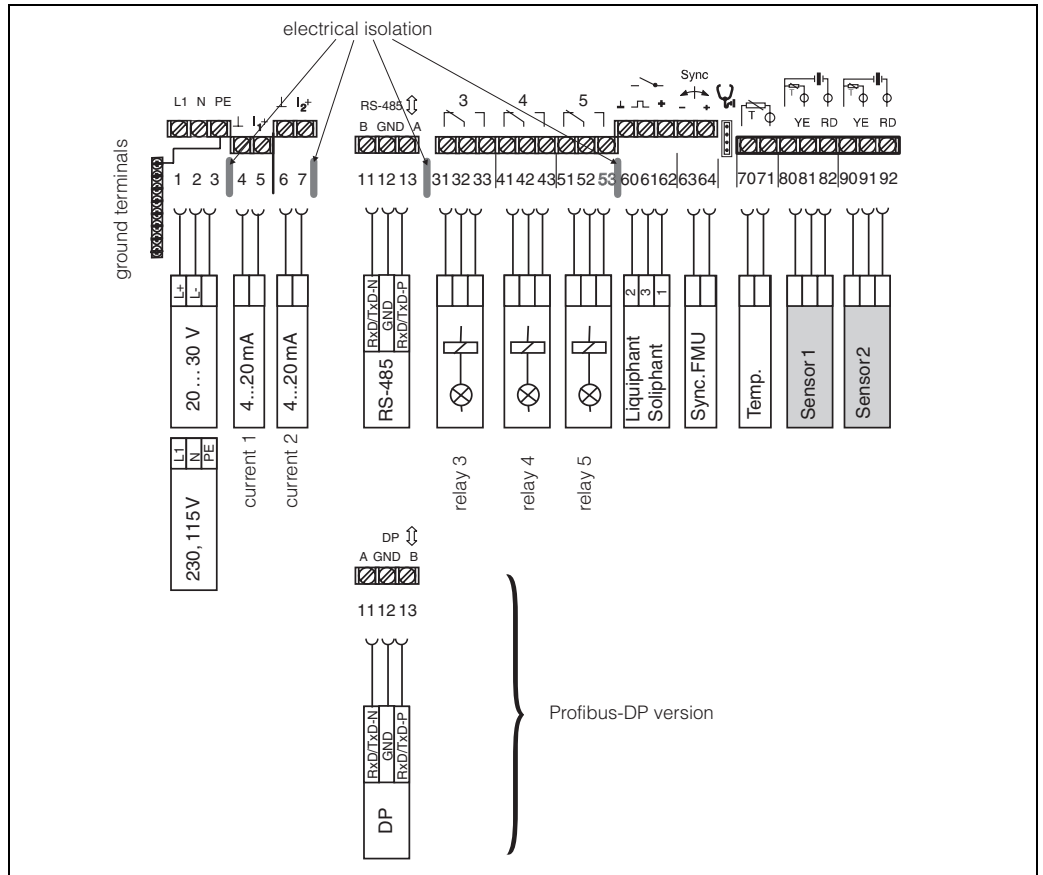 electrical isolation
Sync
L1 N PE
⊥ I1+
⊥ I2+
RS-485
B GND A
3
4
5
+
- +
T
T
T
YE RD
YE RD
ground terminals
1 2 3 4 5 6 7
11 12 13
31 32 33 41 42 43 51 52 53 60 61 62 63 64
70 71 80 81 82 90 91 92
L+
L-
20 ... 30 V
4...20 mA
4...20 mA
RxD/TxD-N
GND
RxD/TxD-P
RS-485
2
3
1
Liquiphant
Soliphant
Sync. FMU
Temp.
Sensor 1
Sensor 2
L1
N
PE
230, 115 V
current 1
current 2
relay 3
relay 4
relay 5
DP
A GND B
11 12 13
RxD/TxD-N
GND
RxD/TxD-P
DP
Profibus-DP version